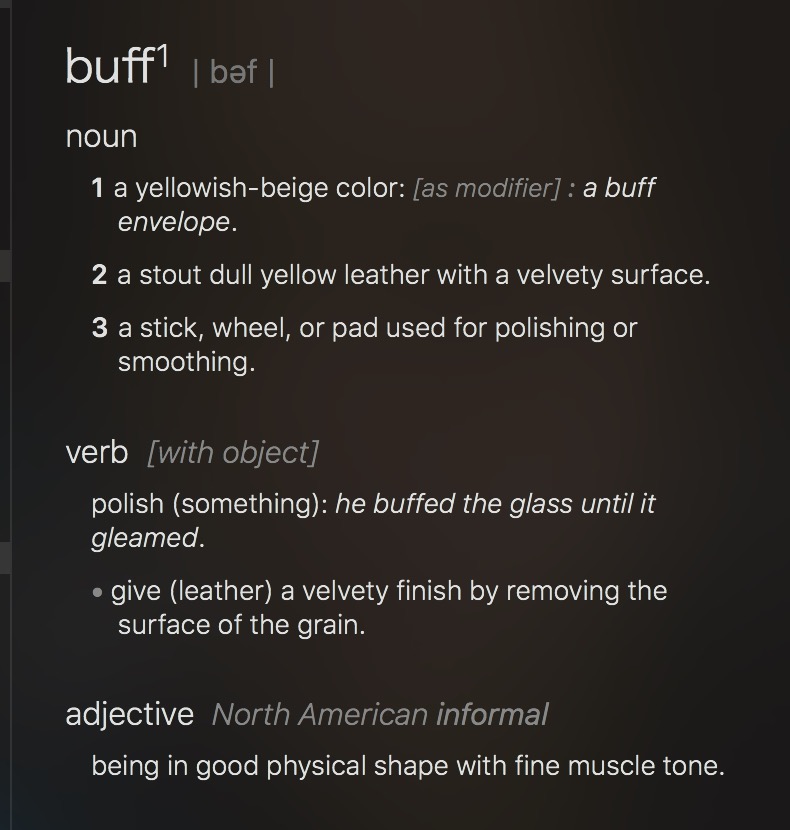 buff¹ | bəf |
noun
1 a yellowish-beige color: [as modifier] : a buff
envelope.
2 a stout dull yellow leather with a velvety surface.
3 a stick, wheel, or pad used for polishing or
smoothing.
verb [with object]
polish (something): he buffed the glass until it
gleamed.
• give (leather) a velvety finish by removing the
surface of the grain.
adjective North American informal
being in good physical shape with fine muscle tone.